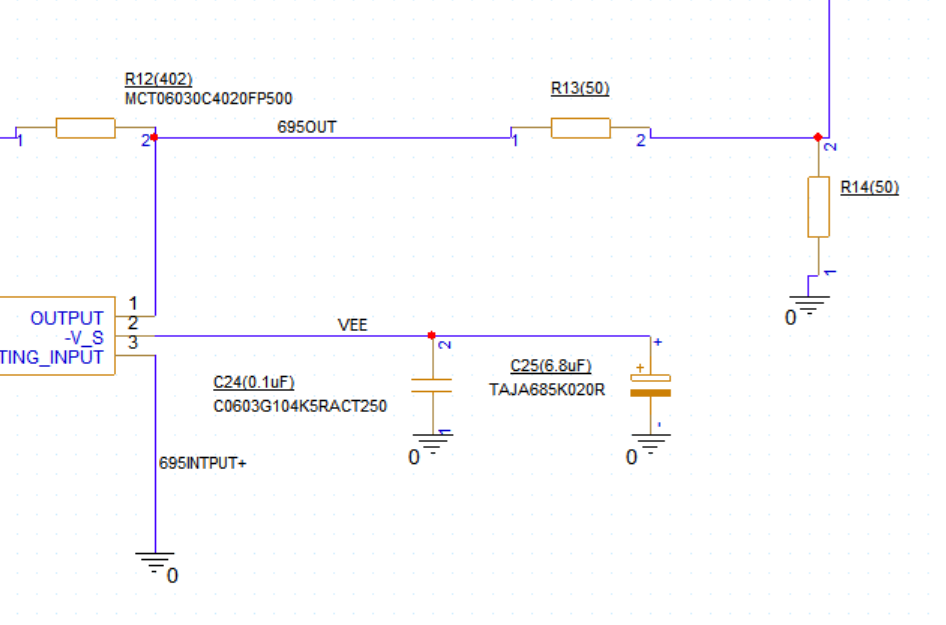 R12(402)
MCT06030C4020FP500
R13(50)
695OUT
1
2
1
2
2
R14(50)
1
0
1
OUTPUT
2
-V_S
3
TING_INPUT
VEE
2
+
C24(0.1uF)
C0603G104K5RACT250
C25(6.8uF)
TAJA685K020R
+
1
-
0
0
695INTPUT+
0